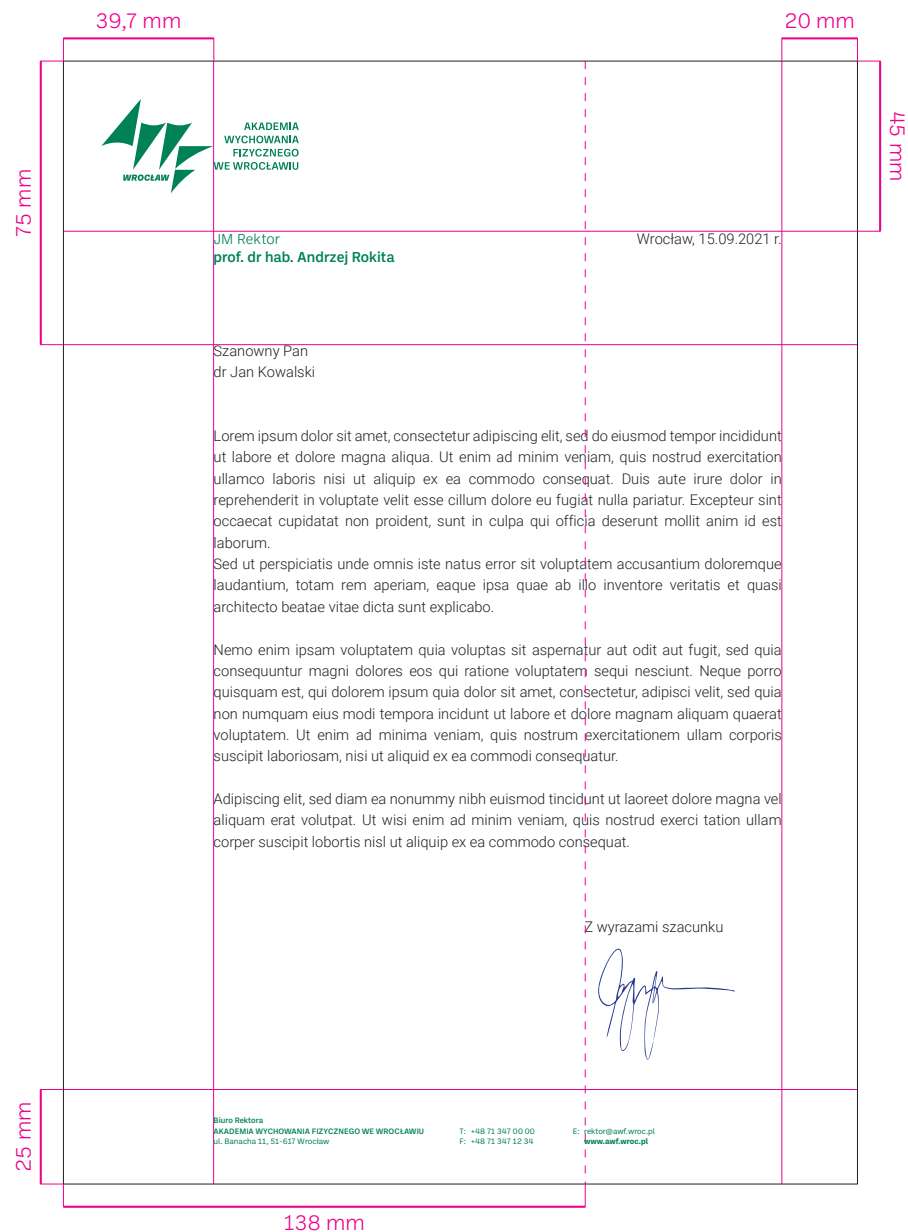 39,7 mm
20 mm
45 mm
75 mm
WROCŁAW
AKADEMIA
WYCHOWANIA
FIZYCZNEGO
WE WROCŁAWIU
JM Rektor
prof. dr hab. Andrzej Rokita
Wrocław, 15.09.2021 r.
Szanowny Pan
dr Jan Kowalski
Lorem ipsum dolor sit amet, consectetur adipiscing elit, sed do eiusmod tempor incididunt
ut labore et dolore magna aliqua. Ut enim ad minim veniam, quis nostrud exercitation
ullamco laboris nisi ut aliquip ex ea commodo consequat. Duis aute irure dolor in
reprehenderit in voluptate velit esse cillum dolore eu fugiat nulla pariatur. Excepteur sint
occaecat cupidatat non proident, sunt in culpa qui officia deserunt mollit anim id est
laborum.
Sed ut perspiciatis unde omnis iste natus error sit voluptatem accusantium doloremque
laudantium, totam rem aperiam, eaque ipsa quae ab illo inventore veritatis et quasi
architecto beatae vitae dicta sunt explicabo.
Nemo enim ipsam voluptatem quia voluptas sit aspernatur aut odit aut fugit, sed quia
consequuntur magni dolores eos qui ratione voluptatem sequi nesciunt. Neque porro
quisquam est, qui dolorem ipsum quia dolor sit amet, consectetur, adipisci velit, sed quia
non numquam eius modi tempora incidunt ut labore et dolore magnam aliquam quaerat
voluptatem. Ut enim ad minima veniam, quis nostrum exercitationem ullam corporis
suscipit laboriosam, nisi ut aliquid ex ea commodi consequatur.
Adipiscing elit, sed diam ea nonummy nibh euismod tincidunt ut laoreet dolore magna vel
aliquam erat volutpat. Ut wisi enim ad minim veniam, quis nostrud exerci tation ullam
corper suscipit lobortis nisl ut aliquip ex ea commodo consequat.
Z wyrazami szacunku
25 mm
Biuro Rektora
AKADEMIA WYCHOWANIA FIZYCZNEGO WE WROCŁAWIU T: +48 71 347 00 00 E: rektor@awf.wroc.pl
ul. Banacha 11, 51-617 Wrocław F: +48 71 347 12 34 www.awf.wroc.pl
138 mm